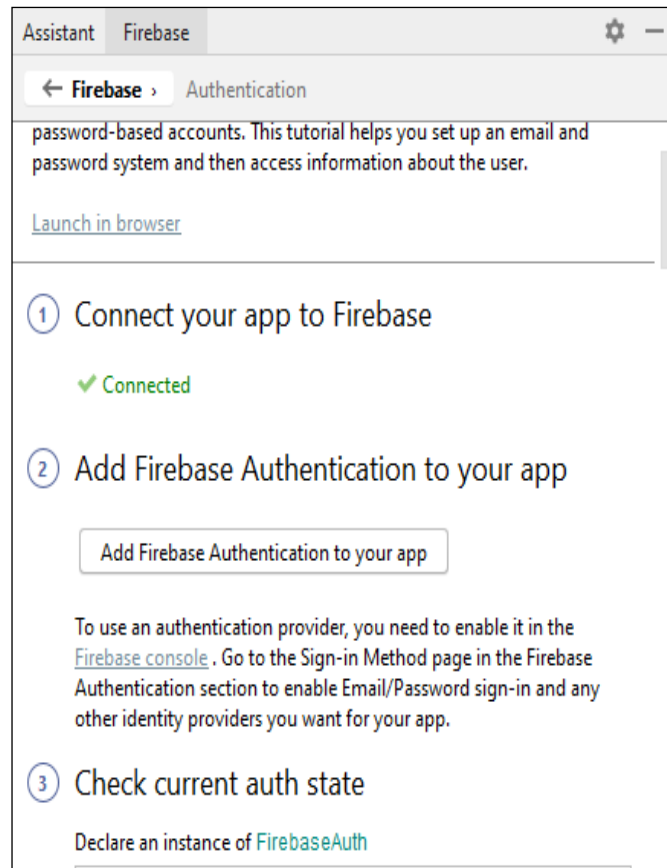 Assistant Firebase
← Firebase › Authentication
password-based accounts. This tutorial helps you set up an email and
password system and then access information about the user.
Launch in browser
1 Connect your app to Firebase
Connected
2 Add Firebase Authentication to your app
Add Firebase Authentication to your app
To use an authentication provider, you need to enable it in the
Firebase console . Go to the Sign-in Method page in the Firebase
Authentication section to enable Email/Password sign-in and any
other identity providers you want for your app.
3 Check current auth state
Declare an instance of FirebaseAuth